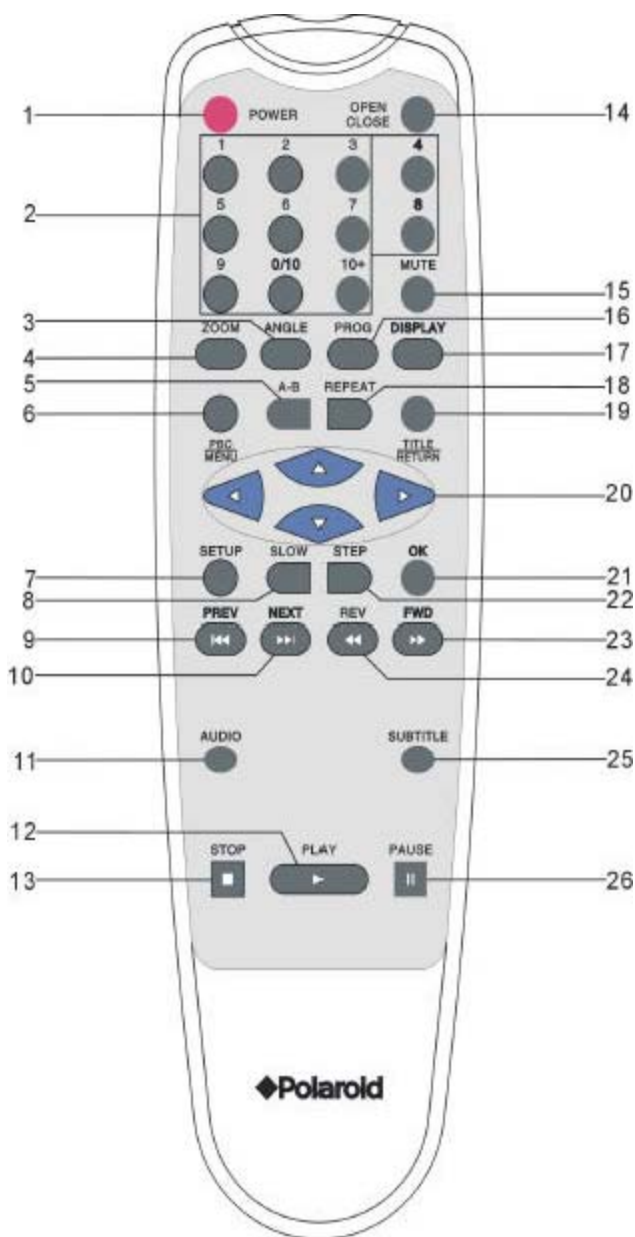 1 POWER OPEN CLOSE 14
1 2 3 4
2
5 6 7 8
9 0/10 10+ MUTE
15
3 16
ZOOM ANGLE PROG DISPLAY
4 17
5 A-B REPEAT 18
6 19
PBC MENU TITLE RETURN
20
SETUP SLOW STEP OK
7 21
8 22
PREV NEXT REV FWD
9 23
10 24
AUDIO SUBTITLE
11 25
12
STOP PLAY PAUSE
13 26
Polaroid